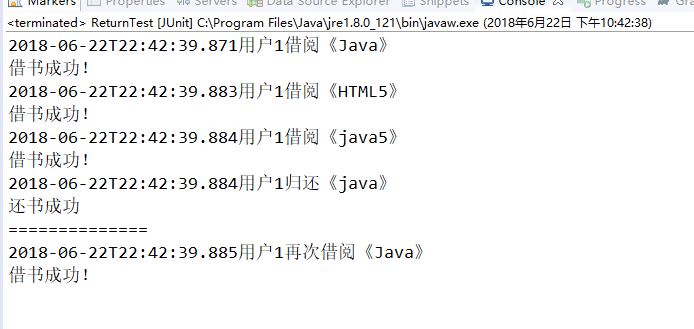 Markers Properties Servers Data Source Explorer Snippets Console Progress
<terminated> ReturnTest [JUnit] C:\Program Files\Java\jre1.8.0_121\bin\javaw.exe (2018年6月22日 下午10:42:38)
2018-06-22T22:42:39.871用户1借阅《Java》
借书成功!
2018-06-22T22:42:39.883用户1借阅《HTML5》
借书成功!
2018-06-22T22:42:39.884用户1借阅《java5》
借书成功!
2018-06-22T22:42:39.884用户1归还《java》
还书成功
==============
2018-06-22T22:42:39.885用户1再次借阅《Java》
借书成功!